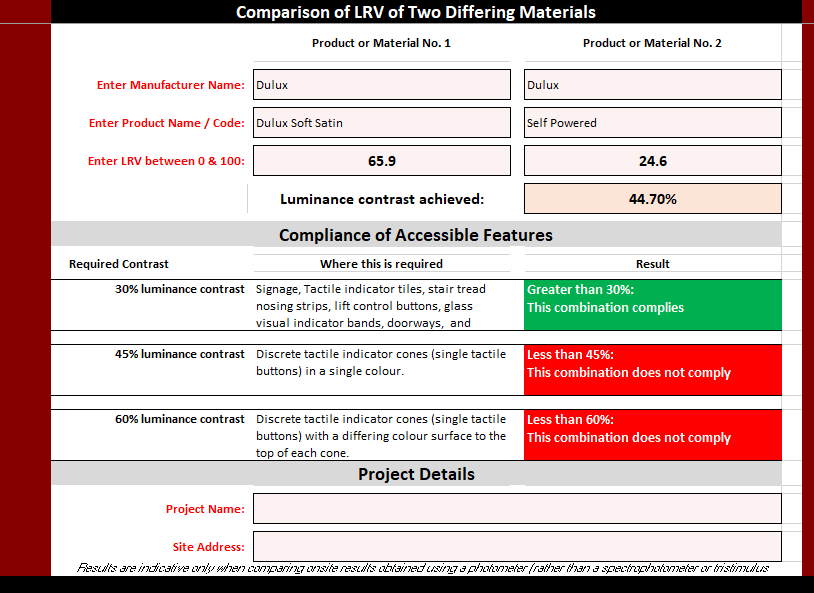 Comparison of LRV of Two Differing Materials
Product or Material No. 1
Product or Material No. 2
Enter Manufacturer Name:
Dulux
Dulux
Enter Product Name / Code:
Dulux Soft Satin
Self Powered
Enter LRV between 0 & 100:
65.9
24.6
Luminance contrast achieved:
44.70%
Compliance of Accessible Features
Required Contrast
Where this is required
Result
30% luminance contrast
Signage, Tactile indicator tiles, stair tread
nosing strips, lift control buttons, glass
visual indicator bands, doorways, and
Greater than 30%:
This combination complies
45% luminance contrast
Discrete tactile indicator cones (single tactile
buttons) in a single colour.
Less than 45%:
This combination does not comply
60% luminance contrast
Discrete tactile indicator cones (single tactile
buttons) with a differing colour surface to the
top of each cone.
Less than 60%:
This combination does not comply
Project Details
Project Name:
Site Address:
Results are indicative only when comparing onsite results obtained using a photometer (rather than a spectrophotometer or tristimulus